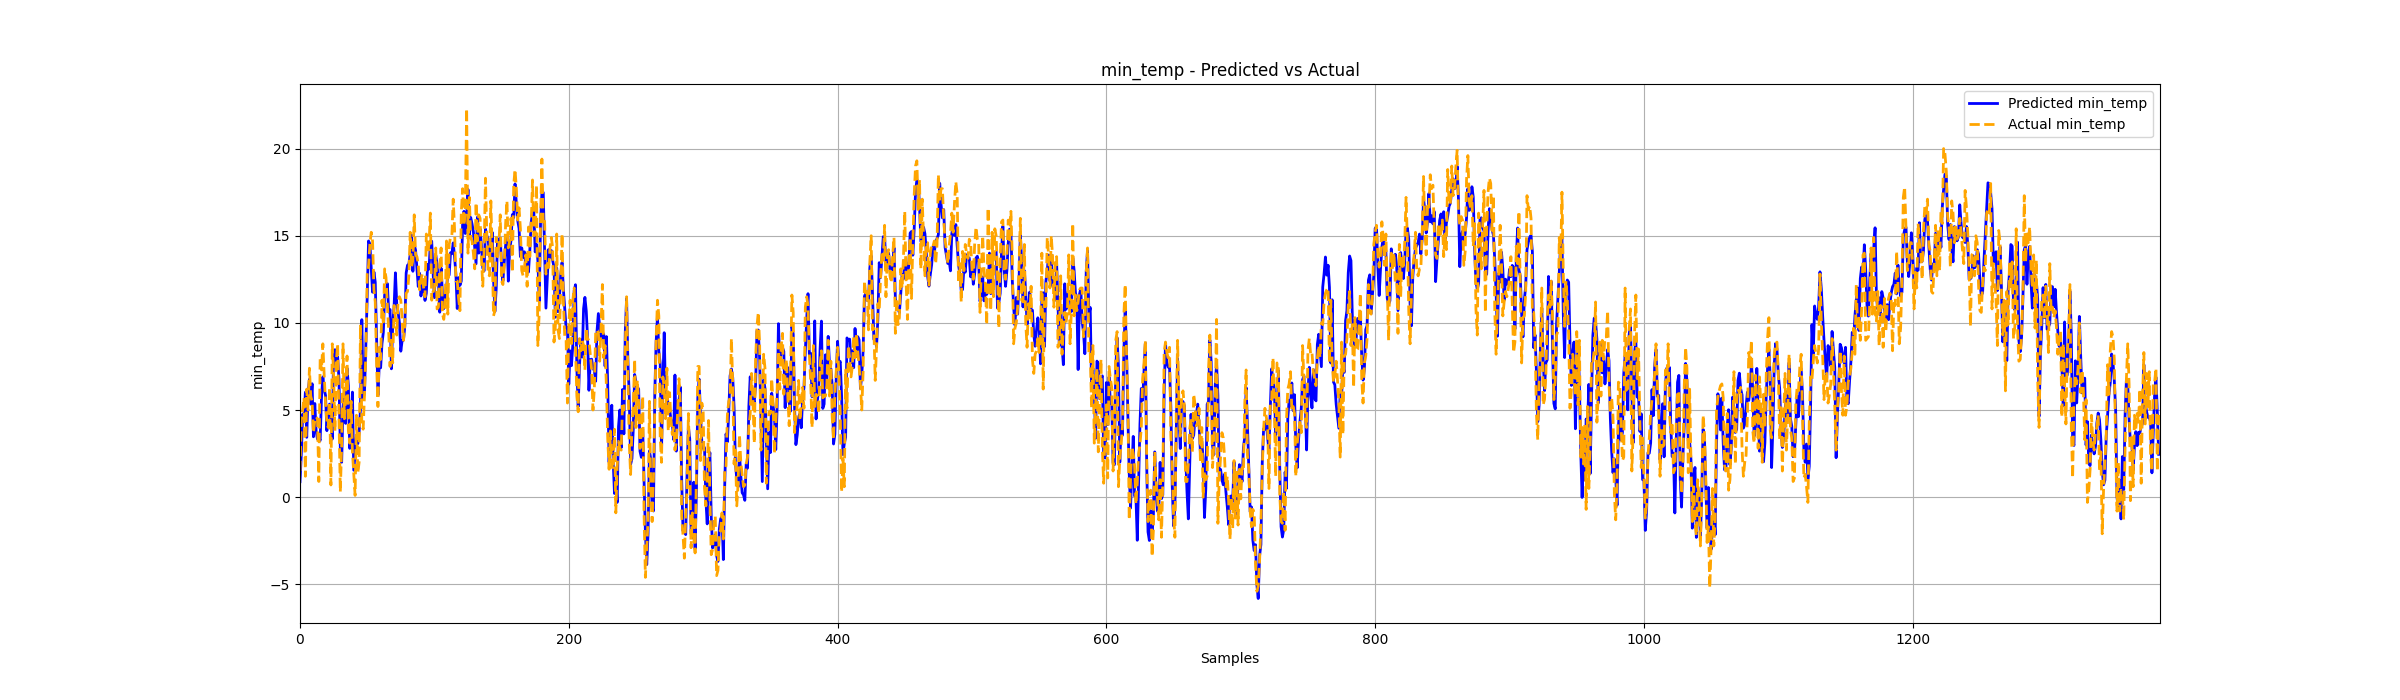 min_temp - Predicted vs Actual
Predicted min_temp
Actual min_temp
min_temp
20
15
10
5
0
−5
0 200 400 600 800 1000 1200
Samples